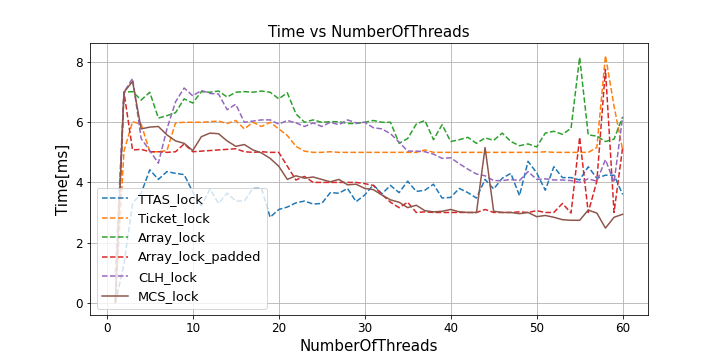 Time vs NumberOfThreads
Time[ms]
8
6
4
2
0
TTAS_lock
Ticket_lock
Array_lock
Array_lock_padded
CLH_lock
MCS_lock
0 10 20 30 40 50 60
NumberOfThreads